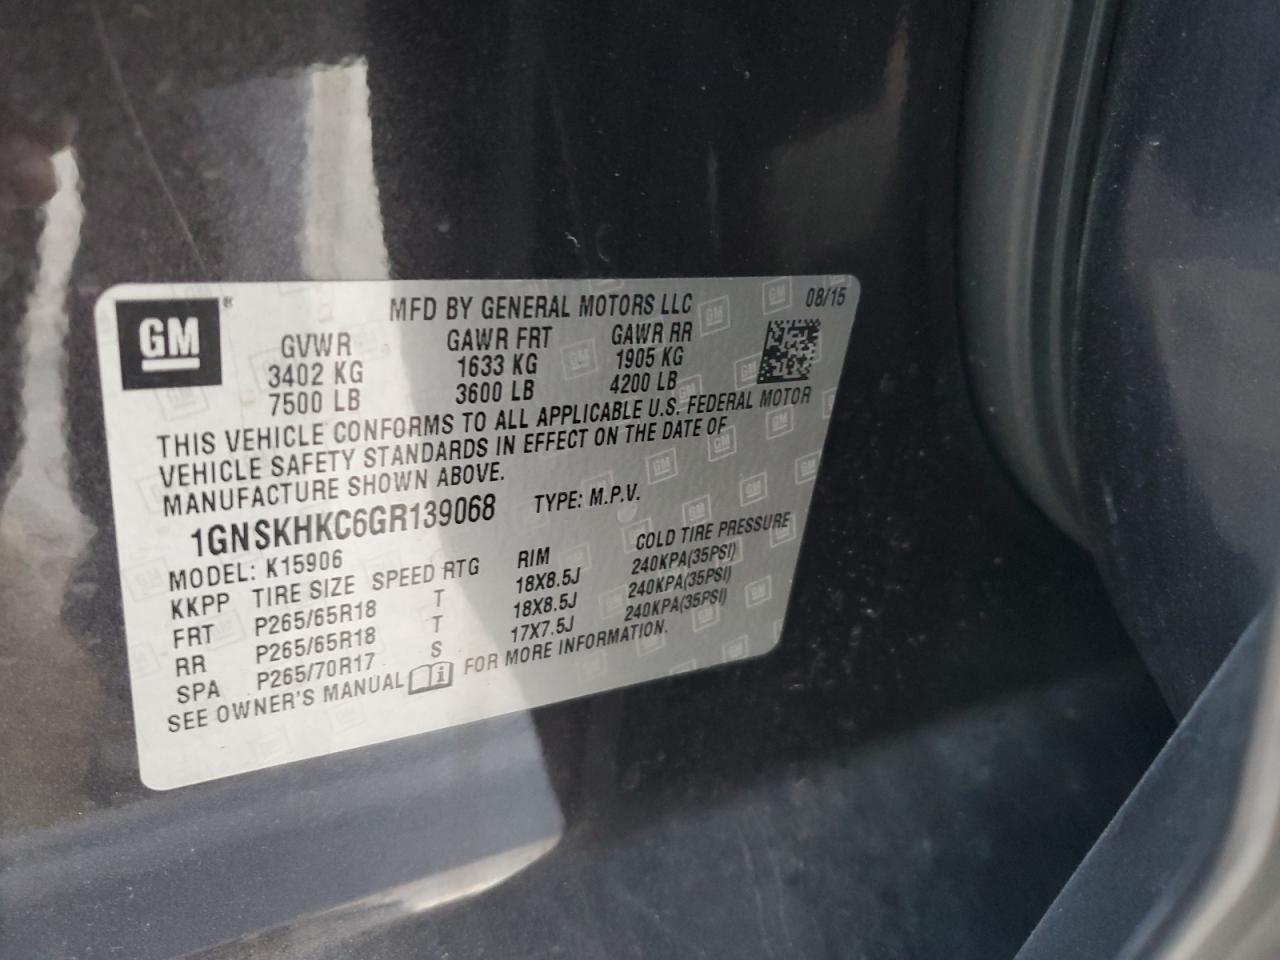 GM ®
MFD BY GENERAL MOTORS LLC 08/15
GVWR GAWR FRT GAWR RR
3402 KG 1633 KG 1905 KG
7500 LB 3600 LB 4200 LB
THIS VEHICLE CONFORMS TO ALL APPLICABLE U.S. FEDERAL MOTOR
VEHICLE SAFETY STANDARDS IN EFFECT ON THE DATE OF
MANUFACTURE SHOWN ABOVE.
1GNSKHKC6GR139068 TYPE: M.P.V.
MODEL: K15906
KKPP TIRE SIZE SPEED RTG RIM COLD TIRE PRESSURE
FRT P265/65R18 T 18X8.5J 240KPA(35PSI)
RR P265/65R18 T 18X8.5J 240KPA(35PSI)
SPA P265/70R17 S 17X7.5J 240KPA(35PSI)
SEE OWNER'S MANUAL i FOR MORE INFORMATION.